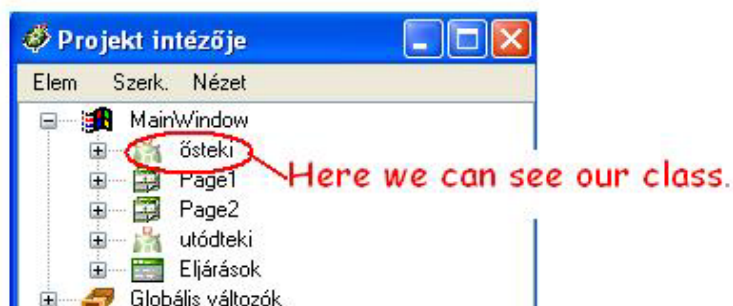 Projekt intézője
Elem Szerk. Nézet
MainWindow
ősteki
Here we can see our class.
Page1
Page2
utódteki
Eljárások
Globális változók